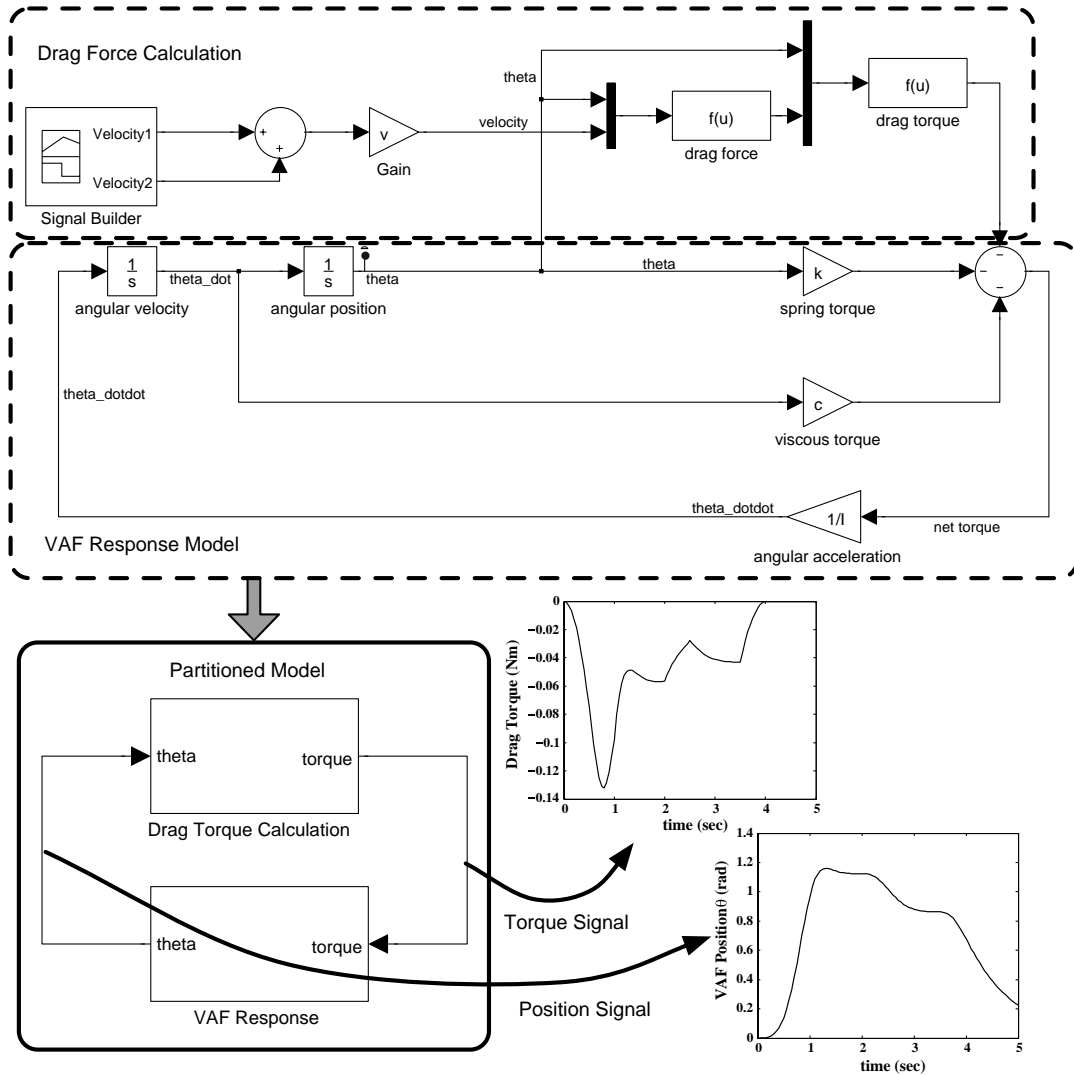 Drag Force Calculation
Velocity1
Velocity2
Signal Builder
+
+
v
Gain
velocity
theta
f(u)
drag force
f(u)
drag torque
1
s
angular velocity
theta_dot
1
s
angular position
theta
theta
k
spring torque
−
−
−
theta_dotdot
c
viscous torque
theta_dotdot
1/I
net torque
angular acceleration
VAF Response Model
Partitioned Model
theta
torque
Drag Torque Calculation
theta
torque
VAF Response
Torque Signal
Position Signal
Drag Torque (Nm)
0
−0.02
−0.04
−0.06
−0.08
−0.1
−0.12
−0.14
0 1 2 3 4 5
time (sec)
VAF Positionθ (rad)
1.4
1.2
1
0.8
0.6
0.4
0.2
0
0 1 2 3 4 5
time (sec)